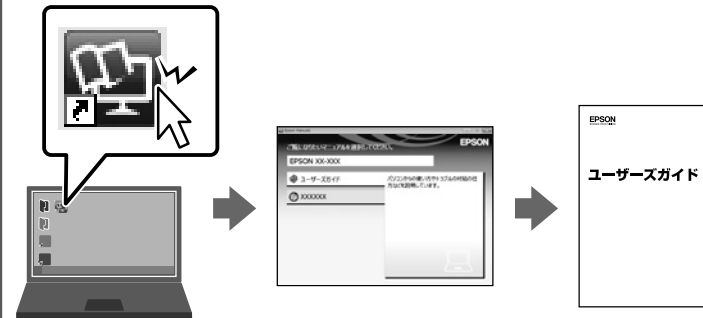 ご覧になりたいマニュアルを選択してください。
EPSON
EPSON XX-XXX
ユーザーズガイド
XXXXXX
パソコンからの使い方やトラブルの対処の仕
方などを説明しています。
EPSON
ユーザーズガイド